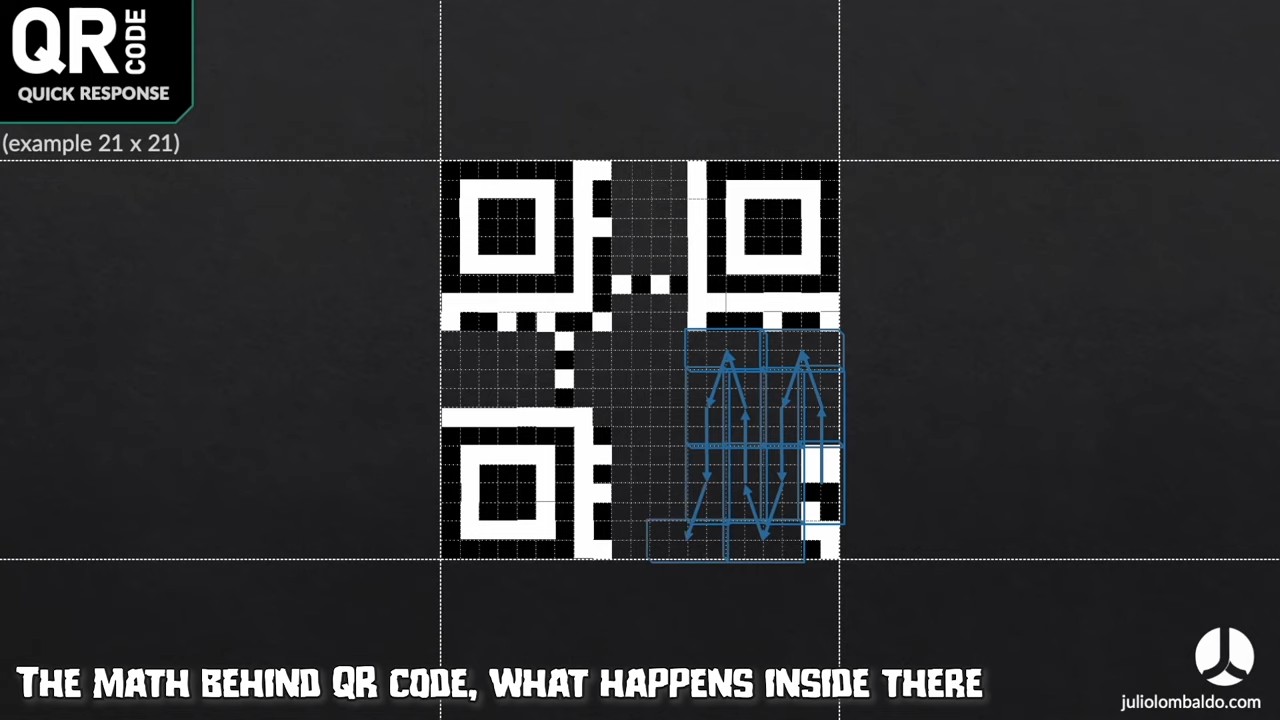 QR CODE
QUICK RESPONSE
(example 21 x 21)
THE MATH BEHIND QR CODE, WHAT HAPPENS INSIDE THERE
juliolombaldo.com